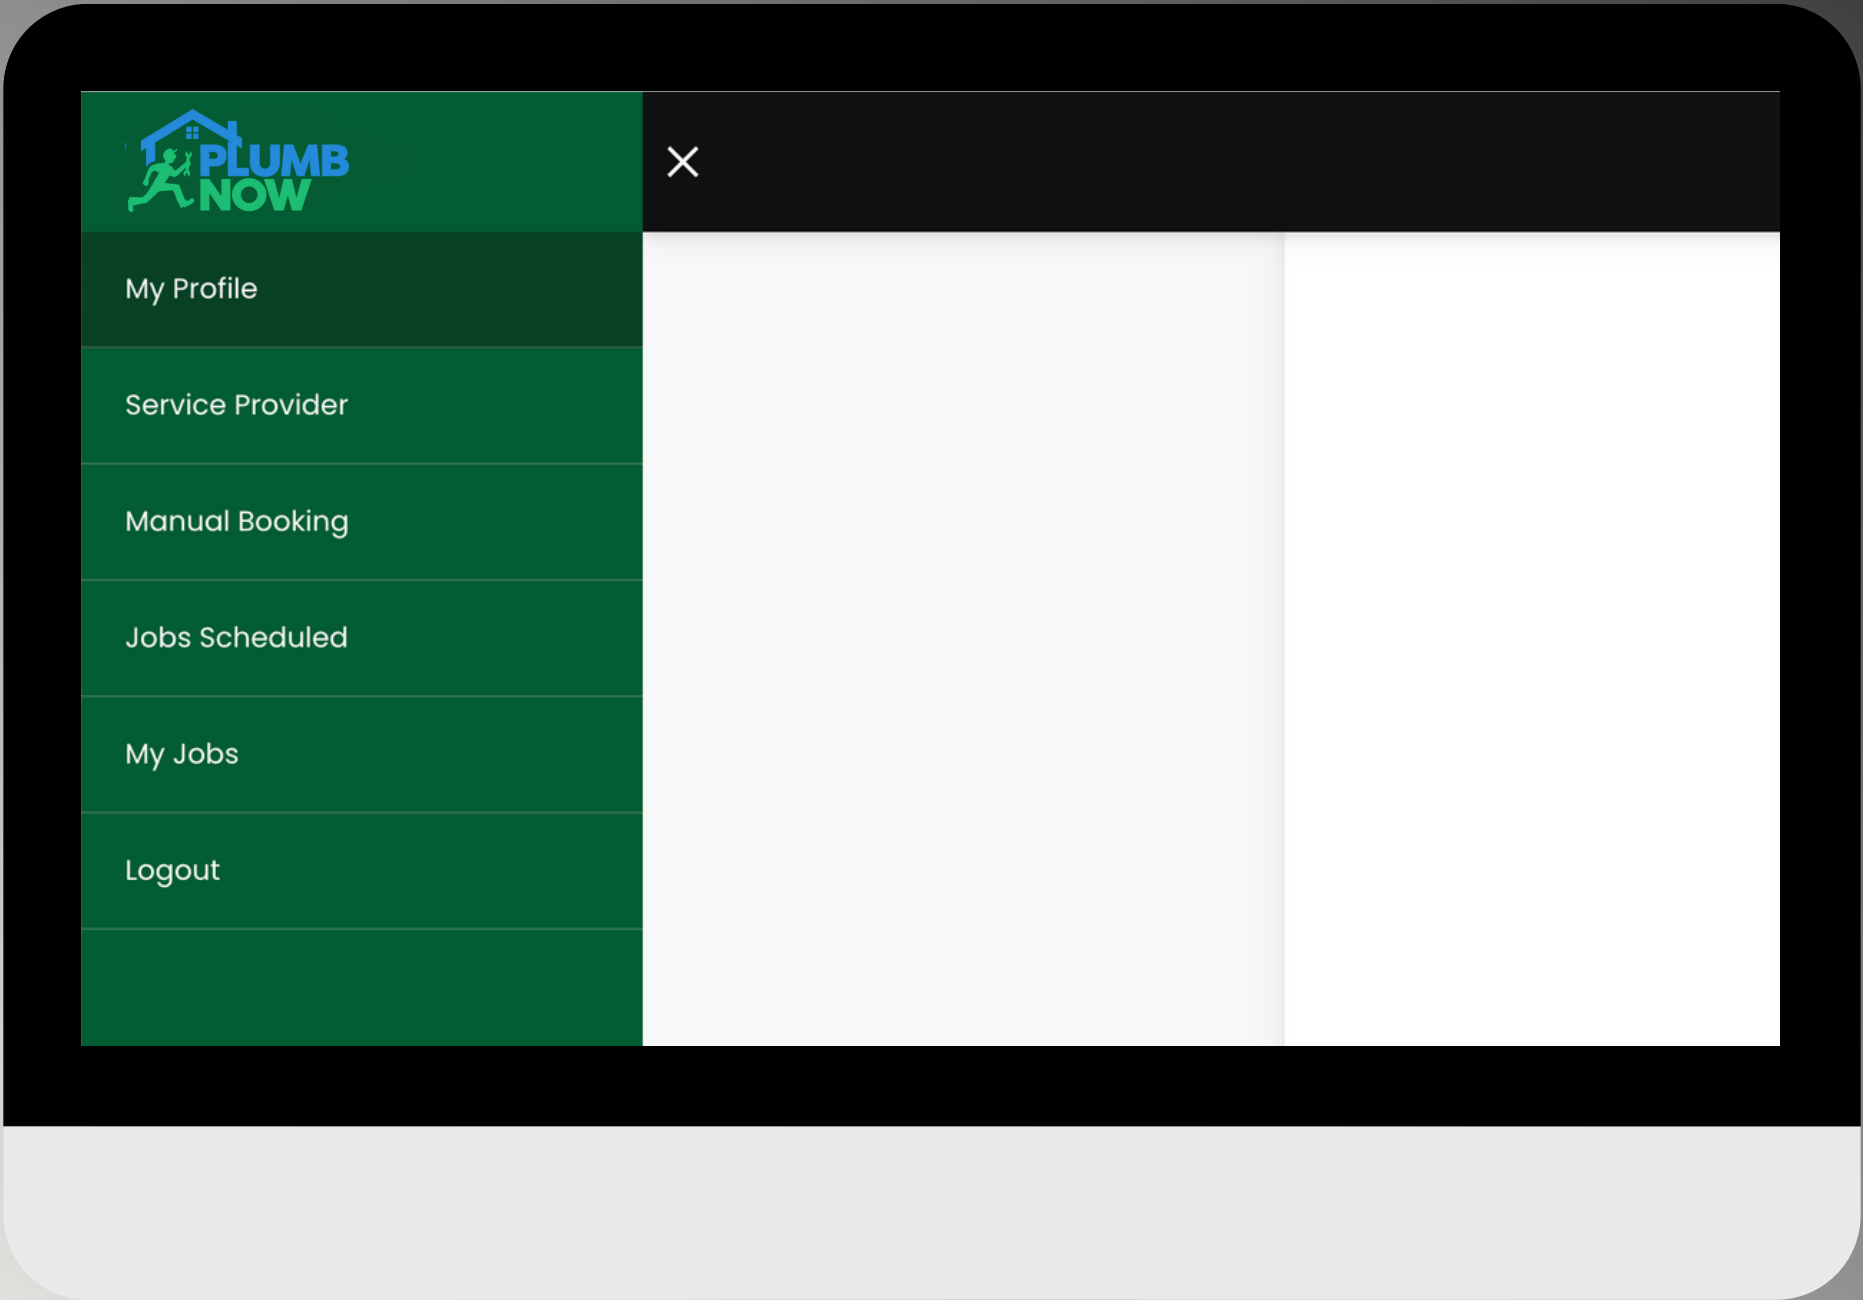 PLUMB
NOW
My Profile
Service Provider
Manual Booking
Jobs Scheduled
My Jobs
Logout